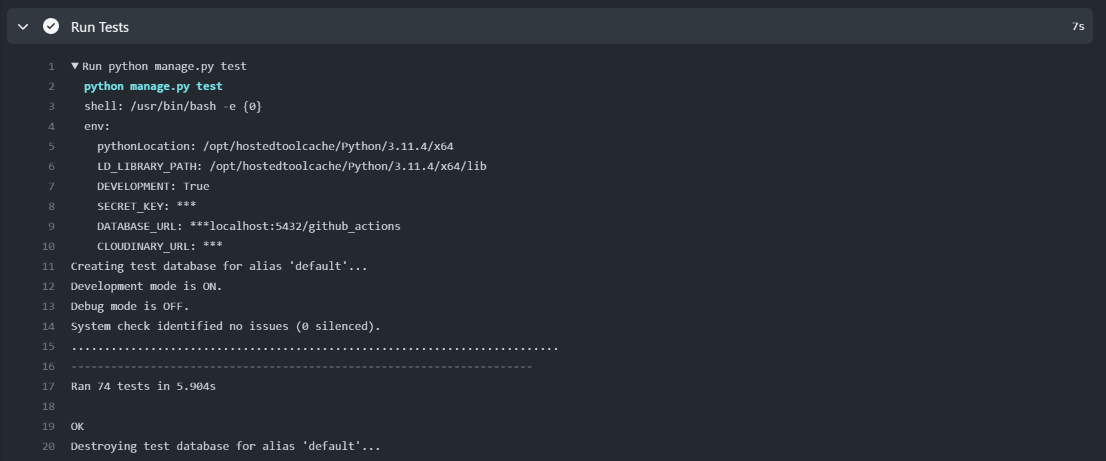 Run Tests 7s
1 Run python manage.py test
2 python manage.py test
3 shell: /usr/bin/bash -e {0}
4 env:
5 pythonLocation: /opt/hostedtoolcache/Python/3.11.4/x64
6 LD_LIBRARY_PATH: /opt/hostedtoolcache/Python/3.11.4/x64/lib
7 DEVELOPMENT: True
8 SECRET_KEY: ***
9 DATABASE_URL: ***localhost:5432/github_actions
10 CLOUDINARY_URL: ***
11 Creating test database for alias 'default'...
12 Development mode is ON.
13 Debug mode is OFF.
14 System check identified no issues (0 silenced).
15 ..........................................................................
16 ----------------------------------------------------------------------
17 Ran 74 tests in 5.904s
18
19 OK
20 Destroying test database for alias 'default'...